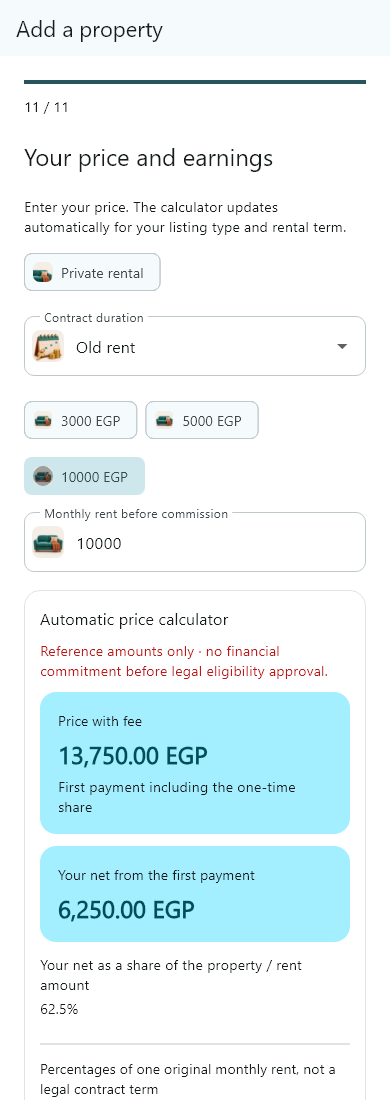 Add a property
11 / 11
Your price and earnings
Enter your price. The calculator updates
automatically for your listing type and rental term.
Private rental
Contract duration
Old rent
3000 EGP
5000 EGP
10000 EGP
Monthly rent before commission
10000
Automatic price calculator
Reference amounts only · no financial
commitment before legal eligibility approval.
Price with fee
13,750.00 EGP
First payment including the one-time
share
Your net from the first payment
6,250.00 EGP
Your net as a share of the property / rent
amount
62.5%
Percentages of one original monthly rent, not a
legal contract term